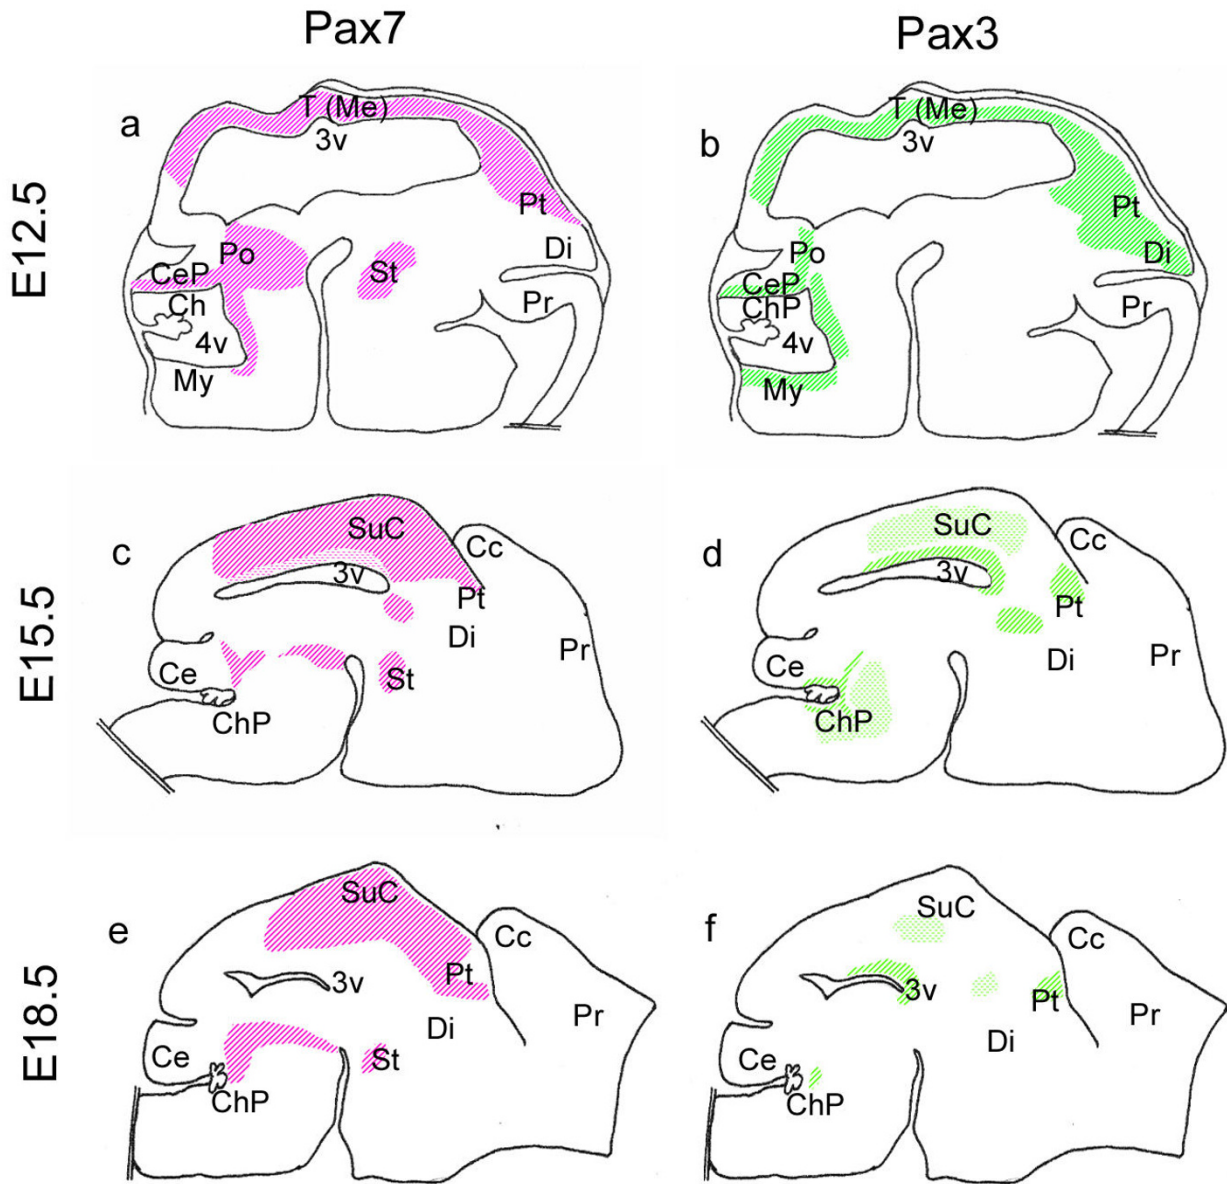 Pax7
Pax3
E12.5
a
T (Me)
3v
Pt
Po
St
Di
CeP
Ch
Pr
4v
My
b
T (Me)
3v
Pt
Po
Di
CeP
ChP
Pr
4v
My
E15.5
c
SuC
Cc
3v
Pt
Di
Pr
Ce
St
ChP
d
SuC
Cc
3v
Pt
Di
Pr
Ce
ChP
E18.5
e
SuC
Cc
Pt
3v
Di
Pr
Ce
St
ChP
f
SuC
Cc
3v
Pt
Pr
Di
Ce
ChP